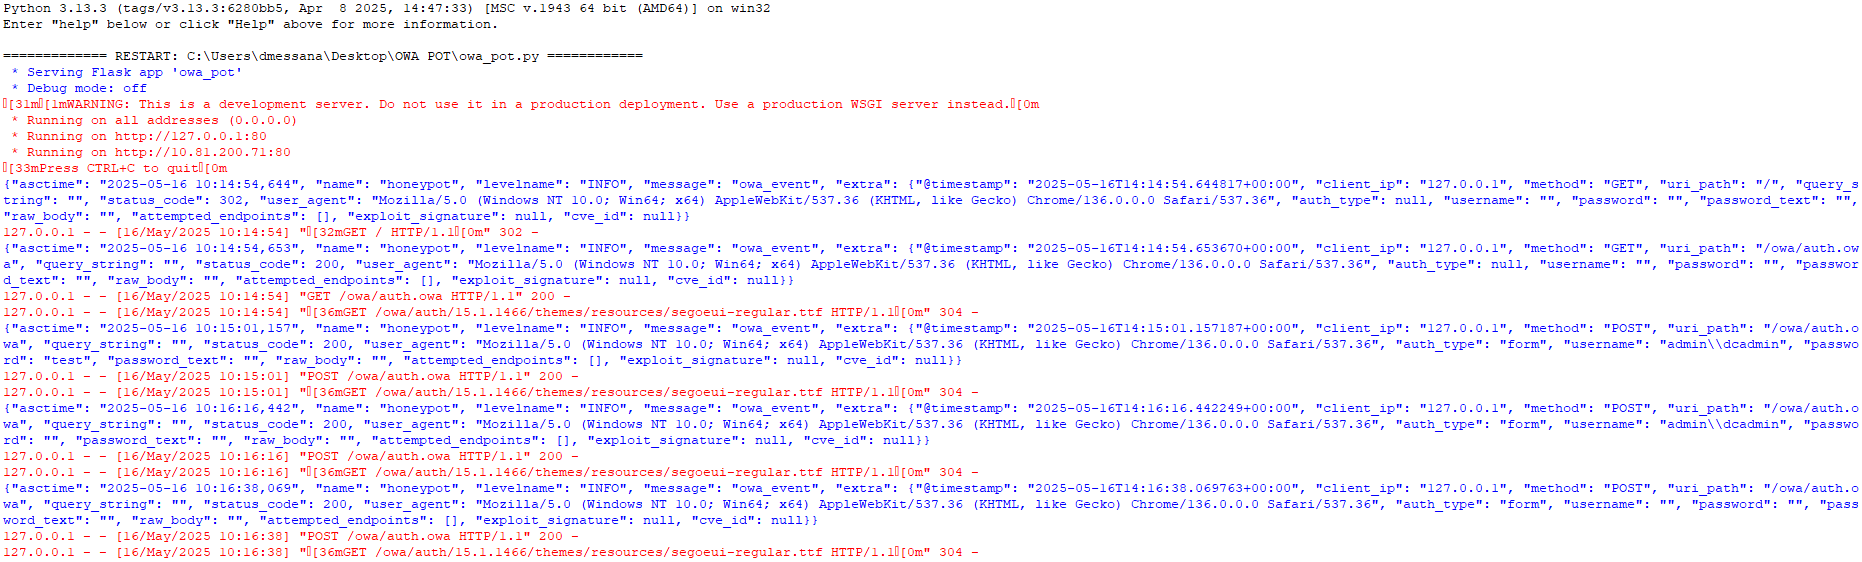 Python 3.13.3 (tags/v3.13.3:6280bb5, Apr  8 2025, 14:47:33) [MSC v.1943 64 bit (AMD64)] on win32
Enter "help" below or click "Help" above for more information.
============= RESTART: C:\Users\dmessana\Desktop\OWA POT\owa_pot.py ============
 * Serving Flask app 'owa_pot'
 * Debug mode: off
[31m[1mWARNING: This is a development server. Do not use it in a production deployment. Use a production WSGI server instead.[0m
 * Running on all addresses (0.0.0.0)
 * Running on http://127.0.0.1:80
 * Running on http://10.81.200.71:80
[33mPress CTRL+C to quit[0m
{"asctime": "2025-05-16 10:14:54,644", "name": "honeypot", "levelname": "INFO", "message": "owa_event", "extra": {"@timestamp": "2025-05-16T14:14:54.644817+00:00", "client_ip": "127.0.0.1", "method": "GET", "uri_path": "/", "query_s
tring": "", "status_code": 302, "user_agent": "Mozilla/5.0 (Windows NT 10.0; Win64; x64) AppleWebKit/537.36 (KHTML, like Gecko) Chrome/136.0.0.0 Safari/537.36", "auth_type": null, "username": "", "password": "", "password_text": "",
"raw_body": "", "attempted_endpoints": [], "exploit_signature": null, "cve_id": null}}
127.0.0.1 - - [16/May/2025 10:14:54] "[32mGET / HTTP/1.1[0m" 302 -
{"asctime": "2025-05-16 10:14:54,653", "name": "honeypot", "levelname": "INFO", "message": "owa_event", "extra": {"@timestamp": "2025-05-16T14:14:54.653670+00:00", "client_ip": "127.0.0.1", "method": "GET", "uri_path": "/owa/auth.ow
a", "query_string": "", "status_code": 200, "user_agent": "Mozilla/5.0 (Windows NT 10.0; Win64; x64) AppleWebKit/537.36 (KHTML, like Gecko) Chrome/136.0.0.0 Safari/537.36", "auth_type": null, "username": "", "password": "", "passwor
d_text": "", "raw_body": "", "attempted_endpoints": [], "exploit_signature": null, "cve_id": null}}
127.0.0.1 - - [16/May/2025 10:14:54] "GET /owa/auth.owa HTTP/1.1" 200 -
127.0.0.1 - - [16/May/2025 10:14:54] "[36mGET /owa/auth/15.1.1466/themes/resources/segoeui-regular.ttf HTTP/1.1[0m" 304 -
{"asctime": "2025-05-16 10:15:01,157", "name": "honeypot", "levelname": "INFO", "message": "owa_event", "extra": {"@timestamp": "2025-05-16T14:15:01.157187+00:00", "client_ip": "127.0.0.1", "method": "POST", "uri_path": "/owa/auth.o
wa", "query_string": "", "status_code": 200, "user_agent": "Mozilla/5.0 (Windows NT 10.0; Win64; x64) AppleWebKit/537.36 (KHTML, like Gecko) Chrome/136.0.0.0 Safari/537.36", "auth_type": "form", "username": "admin\\dcadmin", "passwo
rd": "test", "password_text": "", "raw_body": "", "attempted_endpoints": [], "exploit_signature": null, "cve_id": null}}
127.0.0.1 - - [16/May/2025 10:15:01] "POST /owa/auth.owa HTTP/1.1" 200 -
127.0.0.1 - - [16/May/2025 10:15:01] "[36mGET /owa/auth/15.1.1466/themes/resources/segoeui-regular.ttf HTTP/1.1[0m" 304 -
{"asctime": "2025-05-16 10:16:16,442", "name": "honeypot", "levelname": "INFO", "message": "owa_event", "extra": {"@timestamp": "2025-05-16T14:16:16.442249+00:00", "client_ip": "127.0.0.1", "method": "POST", "uri_path": "/owa/auth.o
wa", "query_string": "", "status_code": 200, "user_agent": "Mozilla/5.0 (Windows NT 10.0; Win64; x64) AppleWebKit/537.36 (KHTML, like Gecko) Chrome/136.0.0.0 Safari/537.36", "auth_type": "form", "username": "admin\\dcadmin", "passwo
rd": "", "password_text": "", "raw_body": "", "attempted_endpoints": [], "exploit_signature": null, "cve_id": null}}
127.0.0.1 - - [16/May/2025 10:16:16] "POST /owa/auth.owa HTTP/1.1" 200 -
127.0.0.1 - - [16/May/2025 10:16:16] "[36mGET /owa/auth/15.1.1466/themes/resources/segoeui-regular.ttf HTTP/1.1[0m" 304 -
{"asctime": "2025-05-16 10:16:38,069", "name": "honeypot", "levelname": "INFO", "message": "owa_event", "extra": {"@timestamp": "2025-05-16T14:16:38.069763+00:00", "client_ip": "127.0.0.1", "method": "POST", "uri_path": "/owa/auth.o
wa", "query_string": "", "status_code": 200, "user_agent": "Mozilla/5.0 (Windows NT 10.0; Win64; x64) AppleWebKit/537.36 (KHTML, like Gecko) Chrome/136.0.0.0 Safari/537.36", "auth_type": "form", "username": "", "password": "", "pass
word_text": "", "raw_body": "", "attempted_endpoints": [], "exploit_signature": null, "cve_id": null}}
127.0.0.1 - - [16/May/2025 10:16:38] "POST /owa/auth.owa HTTP/1.1" 200 -
127.0.0.1 - - [16/May/2025 10:16:38] "[36mGET /owa/auth/15.1.1466/themes/resources/segoeui-regular.ttf HTTP/1.1[0m" 304 -